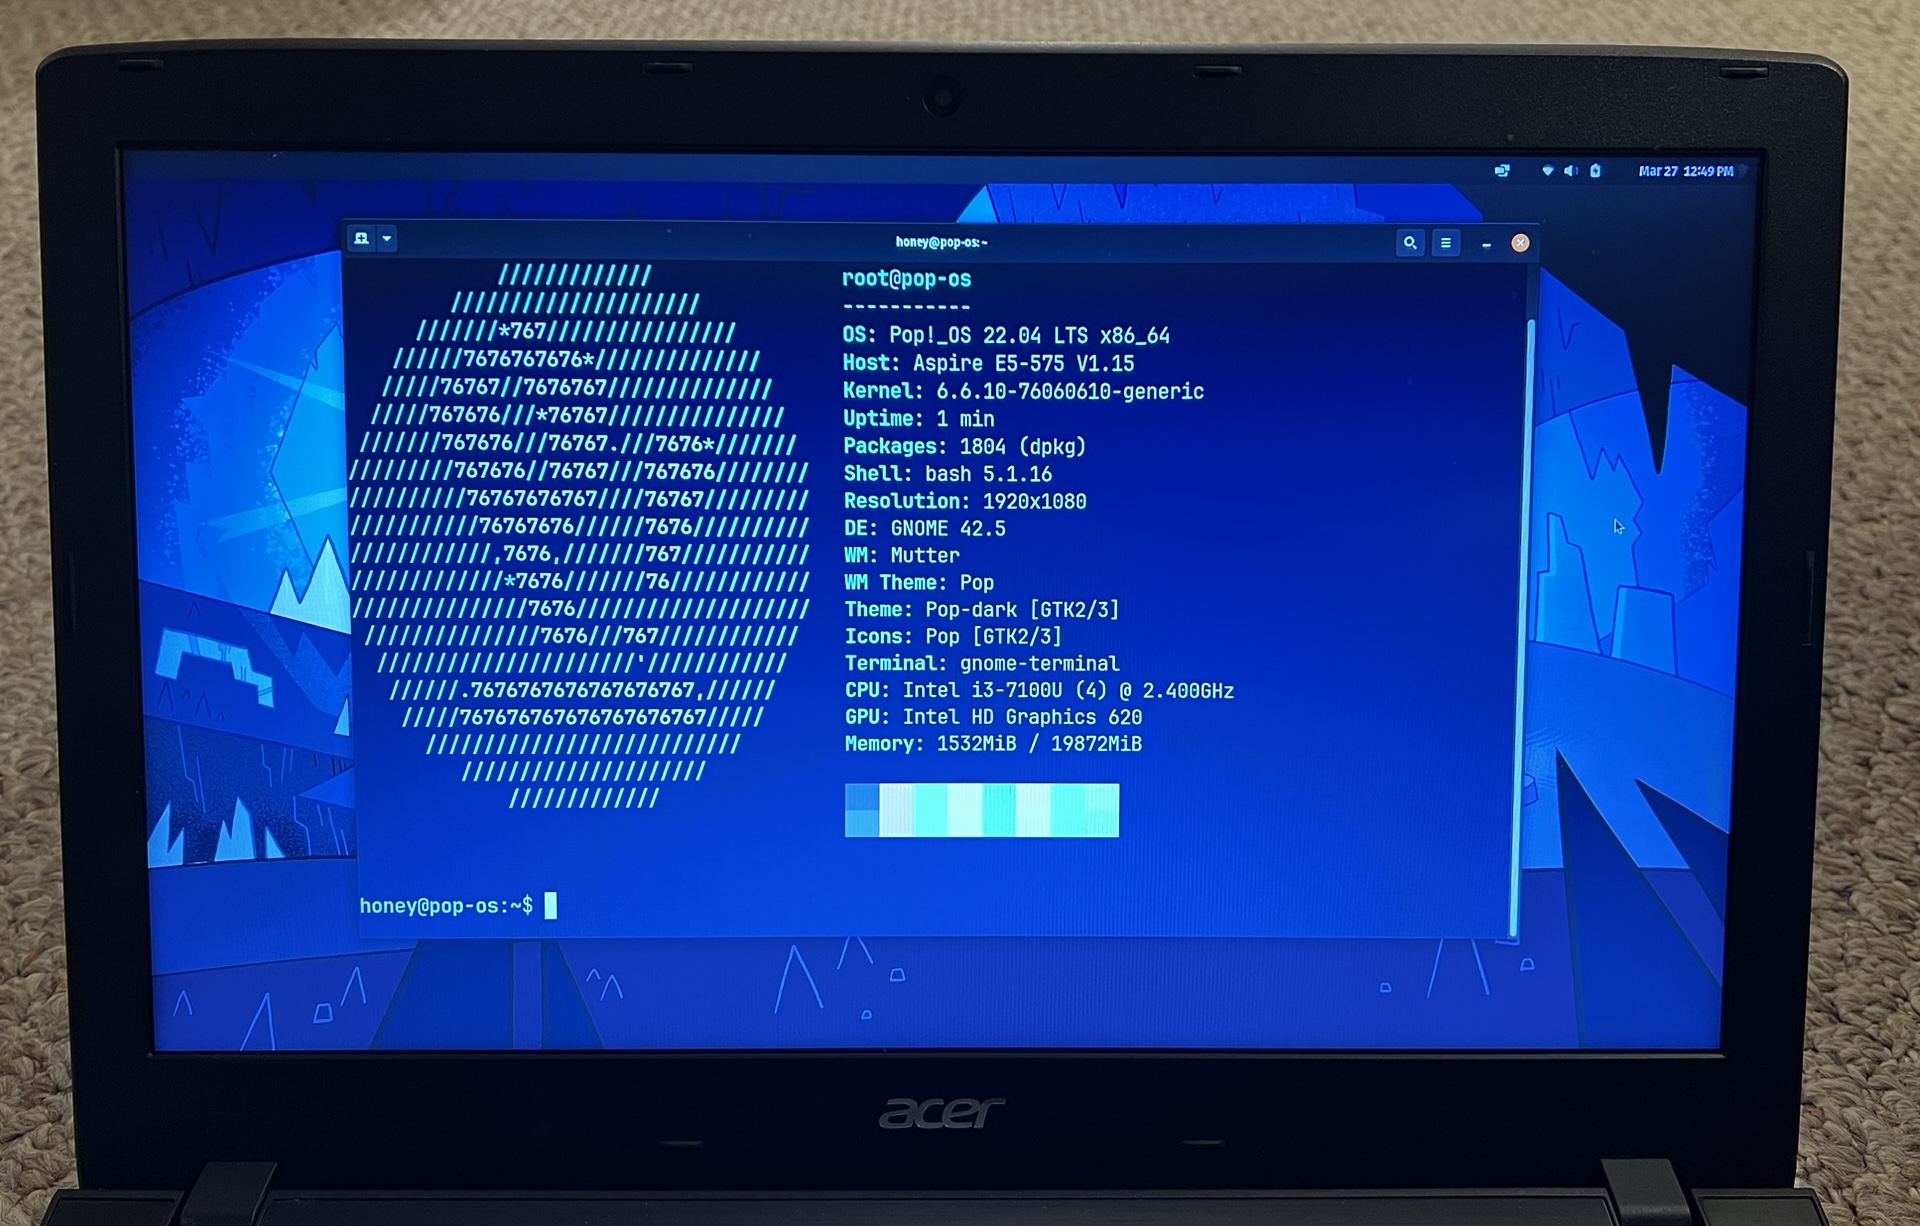 Mar 27 12:49 PM
honey@pop-os:~
/////////////
/////////////////////
///////*767////////////////
//////7676767676*//////////////
/////76767//7676767//////////////
/////767676///*76767///////////////
///////767676///76767.///7676*///////
/////////767676//76767///767676////////
//////////76767676767////76767/////////
///////////76767676//////7676//////////
////////////,7676,///////767///////////
/////////////*7676///////76////////////
///////////////7676////////////////////
///////////////7676///767////////////
//////////////////////'////////////
//////.7676767676767676767,//////
/////767676767676767676767/////
///////////////////////////
/////////////////////
/////////////
root@pop-os
-----------
OS: Pop!_OS 22.04 LTS x86_64
Host: Aspire E5-575 V1.15
Kernel: 6.6.10-76060610-generic
Uptime: 1 min
Packages: 1804 (dpkg)
Shell: bash 5.1.16
Resolution: 1920x1080
DE: GNOME 42.5
WM: Mutter
WM Theme: Pop
Theme: Pop-dark [GTK2/3]
Icons: Pop [GTK2/3]
Terminal: gnome-terminal
CPU: Intel i3-7100U (4) @ 2.400GHz
GPU: Intel HD Graphics 620
Memory: 1532MiB / 19872MiB
honey@pop-os:~$
acer